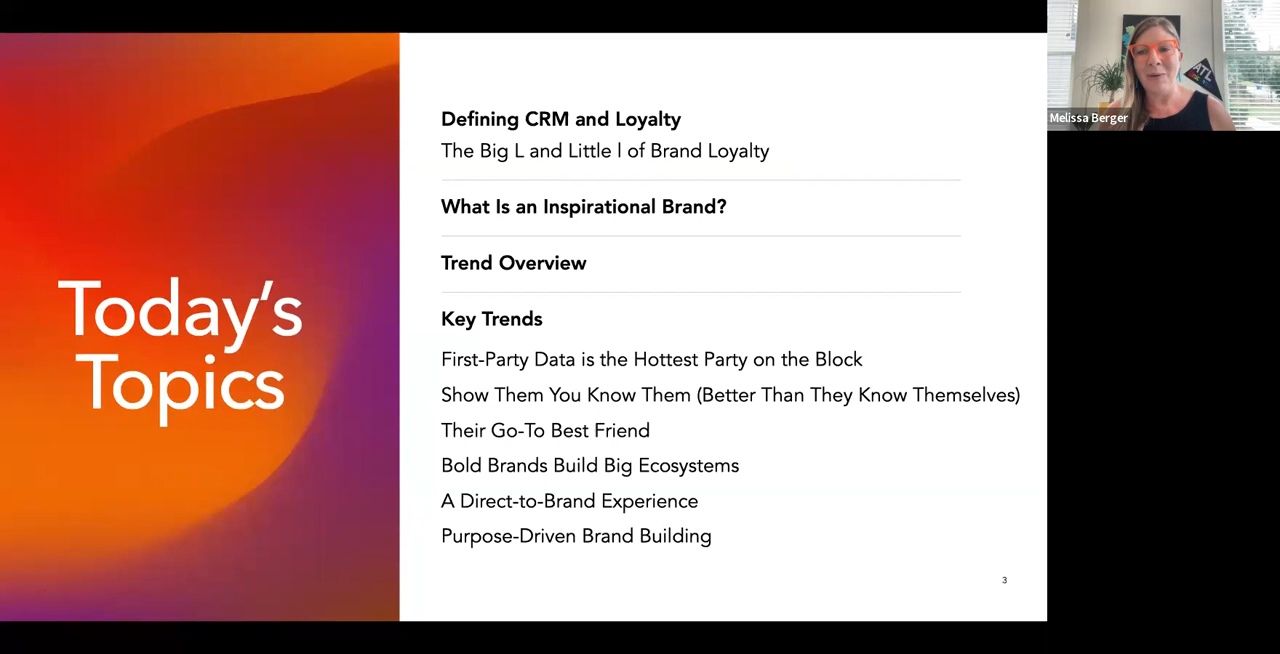 Today's
Topics
Defining CRM and Loyalty
The Big L and Little l of Brand Loyalty
What Is an Inspirational Brand?
Trend Overview
Key Trends
First-Party Data is the Hottest Party on the Block
Show Them You Know Them (Better Than They Know Themselves)
Their Go-To Best Friend
Bold Brands Build Big Ecosystems
A Direct-to-Brand Experience
Purpose-Driven Brand Building
3
ATL
Melissa Berger